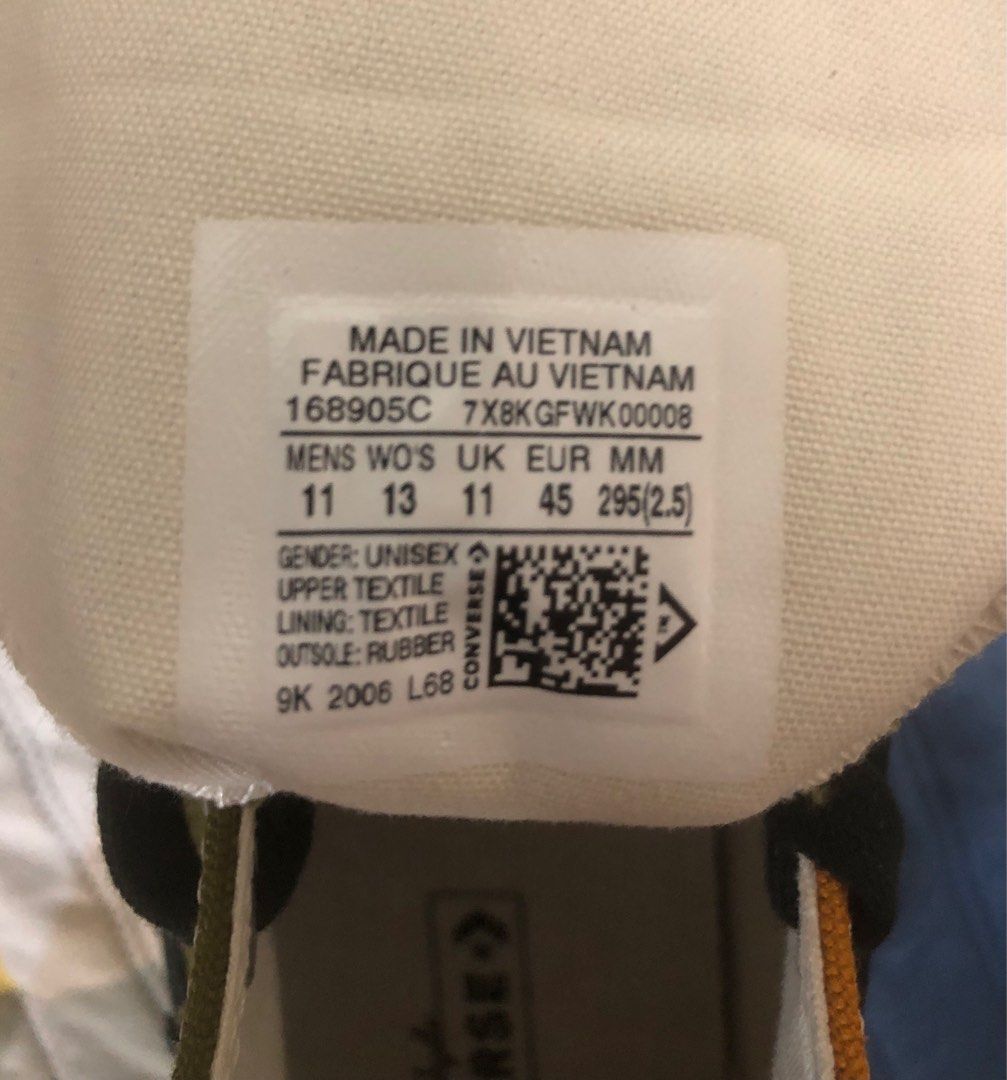 MADE IN VIETNAM
FABRIQUE AU VIETNAM
168905C 7X8KGFWK00008
MENS WO'S UK EUR MM
11 13 11 45 295(2.5)
GENDER: UNISEX
UPPER TEXTILE
LINING: TEXTILE
OUTSOLE: RUBBER
9K 2006 L68
CONVERSE
K